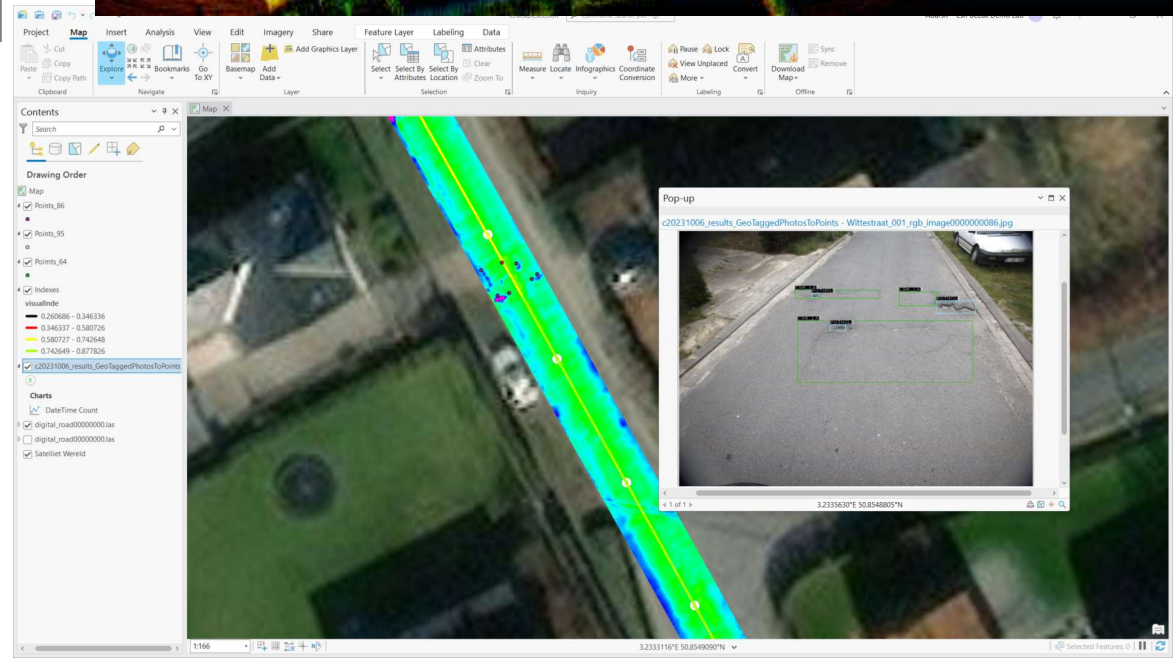 Project Map Insert Analysis View Edit Imagery Share Feature Layer Labeling Data
Paste
Cut
Copy
Copy Path
Explore
Bookmarks
Go To XY
Basemap
Add Data
Add Graphics Layer
Select
Select By Attributes
Select By Location
Attributes
Clear
Zoom To
Measure
Locate
Infographics
Coordinate Conversion
Pause
Lock
View Unplaced
More
Convert
Download Map
Sync
Remove
Clipboard Navigate Layer Selection Inquiry Labeling Offline
Contents
Map
Search
Drawing Order
Map
Points_86
Points_95
Points_64
Indexes
visualInde
0.260686 - 0.346336
0.346337 - 0.580726
0.580727 - 0.742648
0.742649 - 0.877826
c20231006_results_GeoTaggedPhotosToPoints
Charts
DateTime Count
digital_road00000000.las
digital_road00000000.las
Satelliet Wereld
Pop-up
c20231006_results_GeoTaggedPhotosToPoints - Wittestraat_001_rgb_image0000000086.jpg
1 of 1
3.2335630°E 50.8548805°N
1:166
3.2333116°E 50.8549090°N
Selected Features: 0